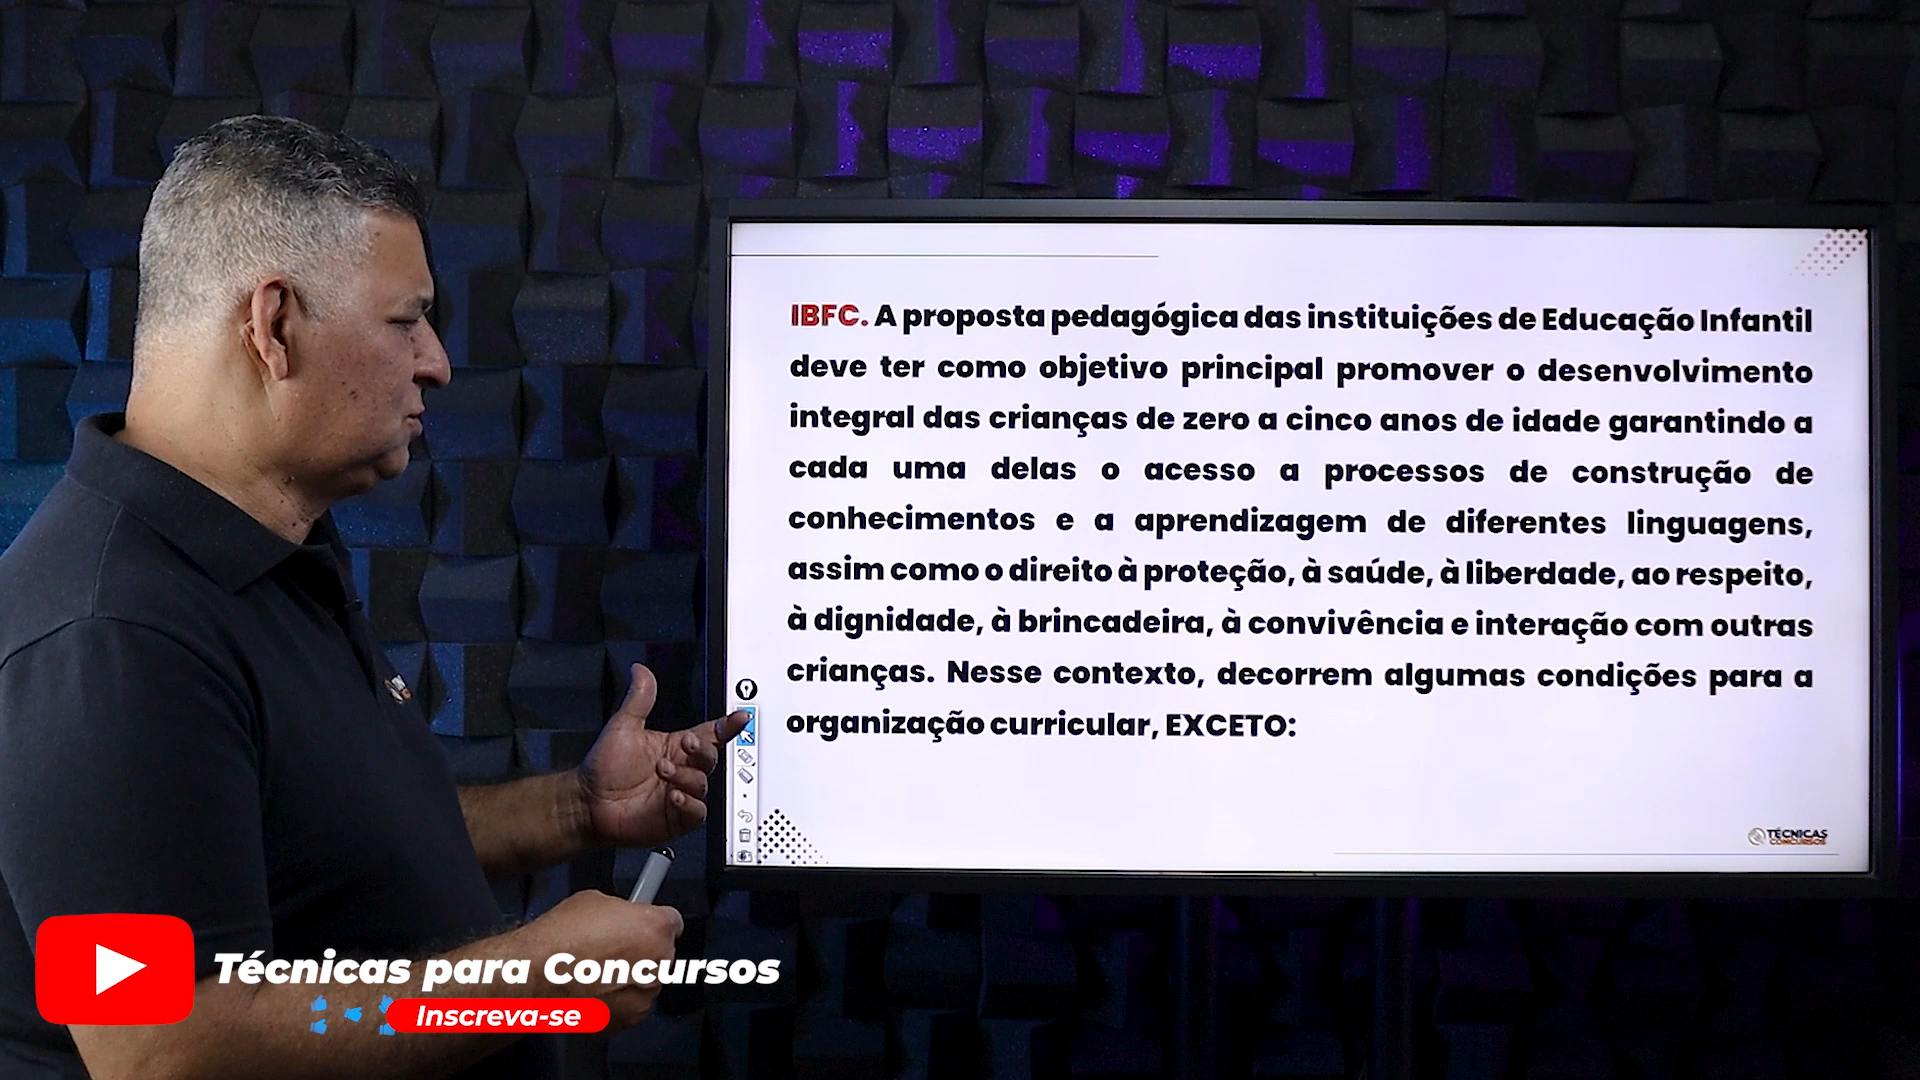 IBFC. A proposta pedagógica das instituições de Educação Infantil
deve ter como objetivo principal promover o desenvolvimento
integral das crianças de zero a cinco anos de idade garantindo a
cada uma delas o acesso a processos de construção de
conhecimentos e a aprendizagem de diferentes linguagens,
assim como o direito à proteção, à saúde, à liberdade, ao respeito,
à dignidade, à brincadeira, à convivência e interação com outras
crianças. Nesse contexto, decorrem algumas condições para a
organização curricular, EXCETO:
TÉCNICAS
CONCURSOS
Técnicas para Concursos
Inscreva-se